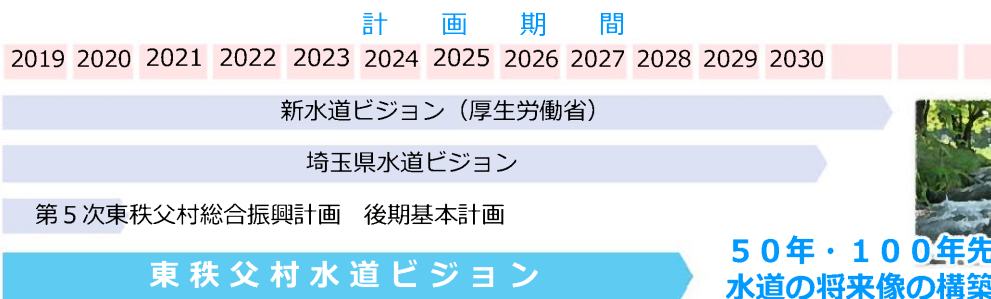 計画期間
2019 2020 2021 2022 2023 2024 2025 2026 2027 2028 2029 2030
新水道ビジョン（厚生労働省）
埼玉県水道ビジョン
第５次東秩父村総合振興計画　後期基本計画
東秩父村水道ビジョン
５０年・１００年先
水道の将来像の構築